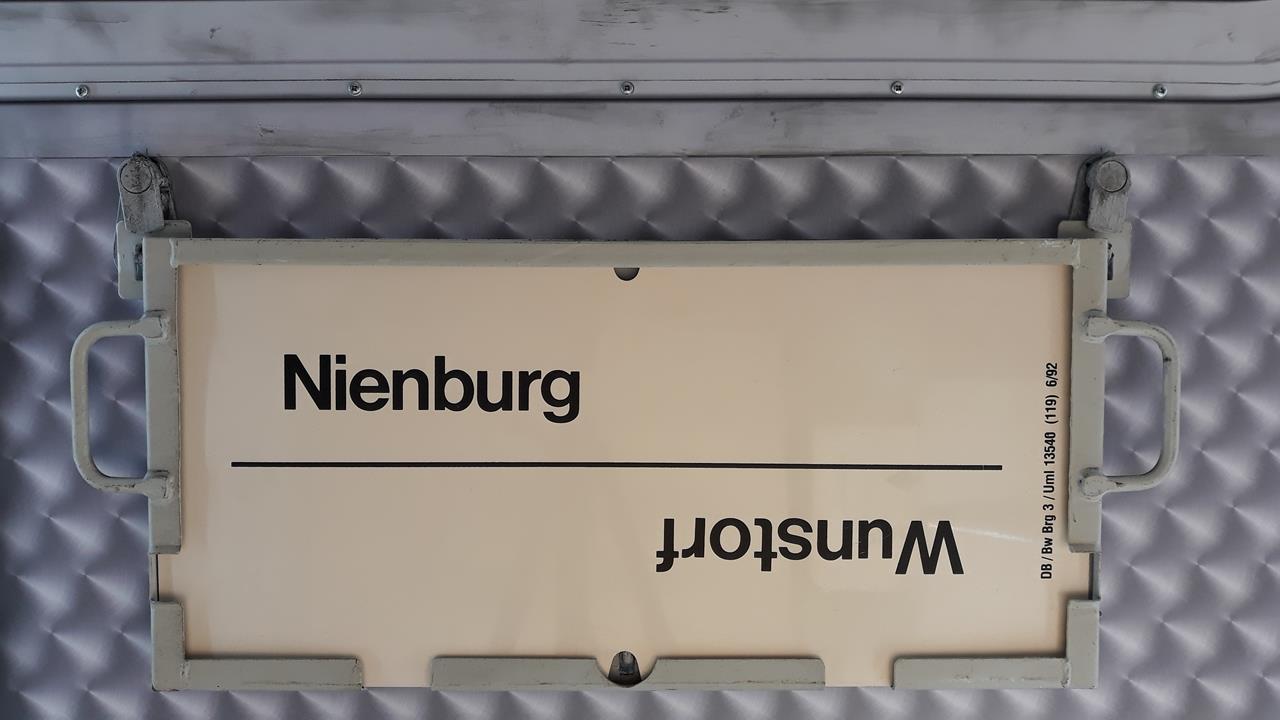 Nienburg
Wunstorf
DB / Bw Brg 3 / Uml 13540 (119) 6/92